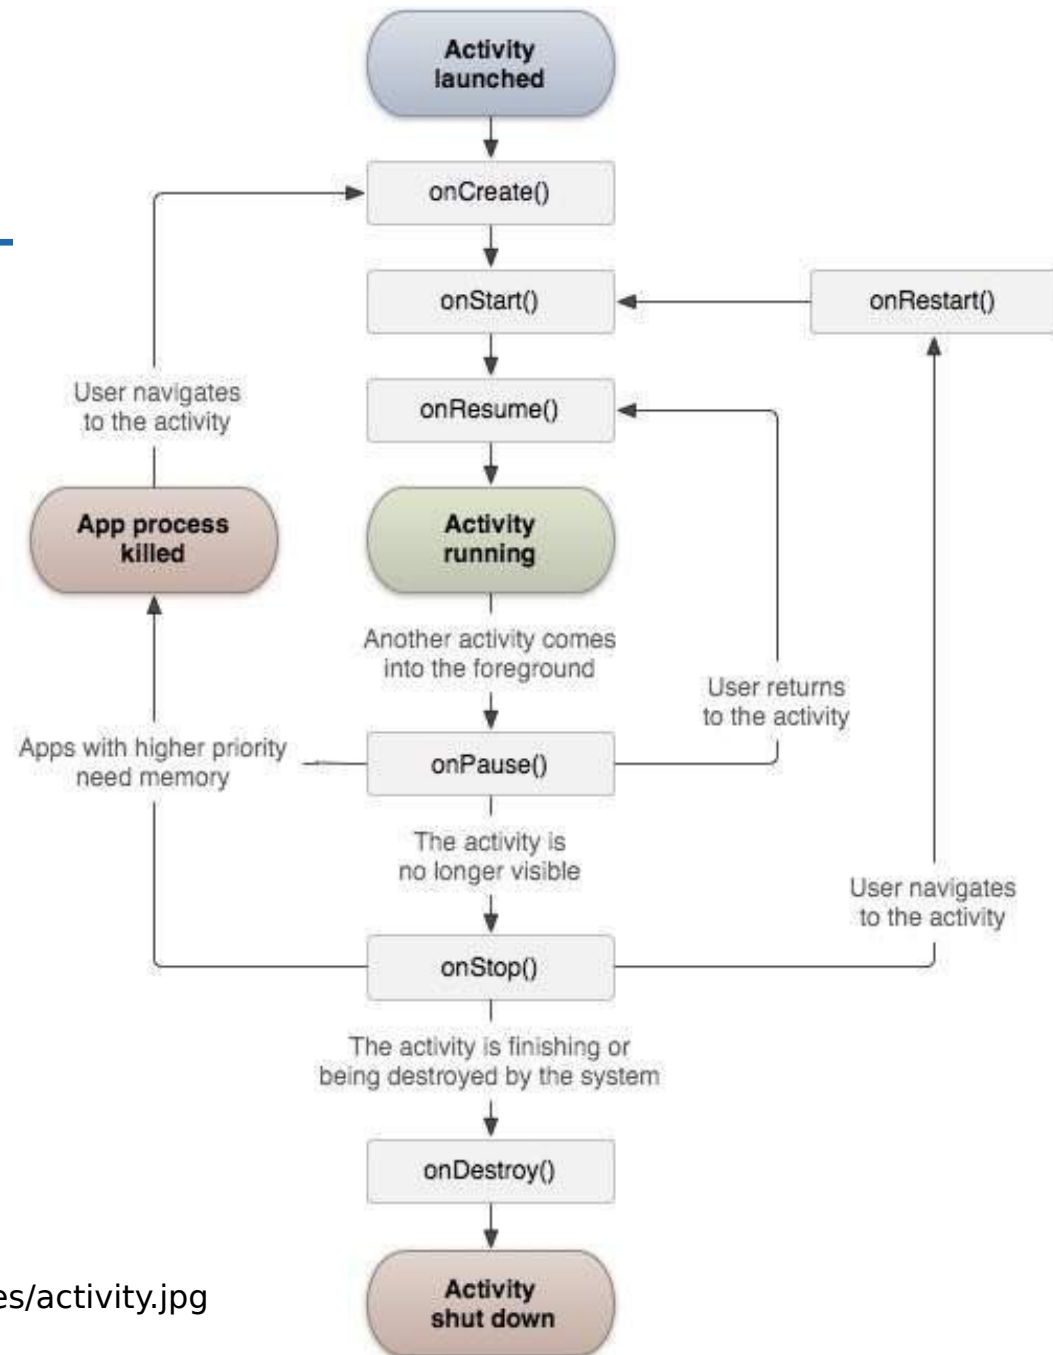 Activity
launched
onCreate()
onStart()
onRestart()
User navigates
to the activity
onResume()
App process
killed
Activity
running
Another activity comes
into the foreground
User returns
to the activity
Apps with higher priority
need memory
onPause()
The activity is
no longer visible
User navigates
to the activity
onStop()
The activity is finishing or
being destroyed by the system
onDestroy()
es/activity.jpg
Activity
shut down